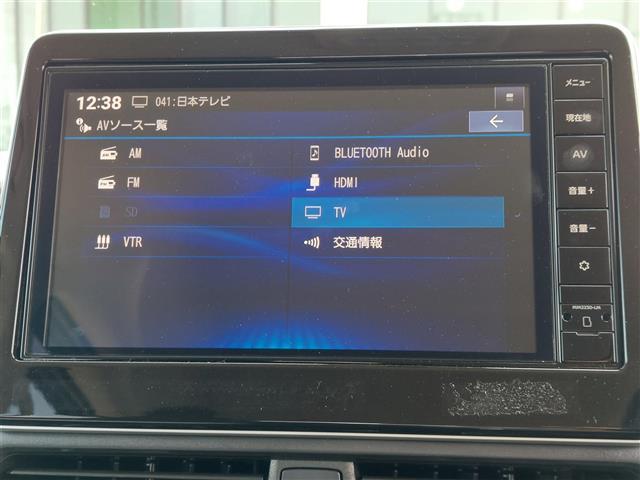 12:38 041:日本テレビ
AVソース一覧
AM
BLUETOOTH Audio
FM
HDMI
SD
TV
VTR
交通情報
メニュー
現在地
AV
音量+
音量-